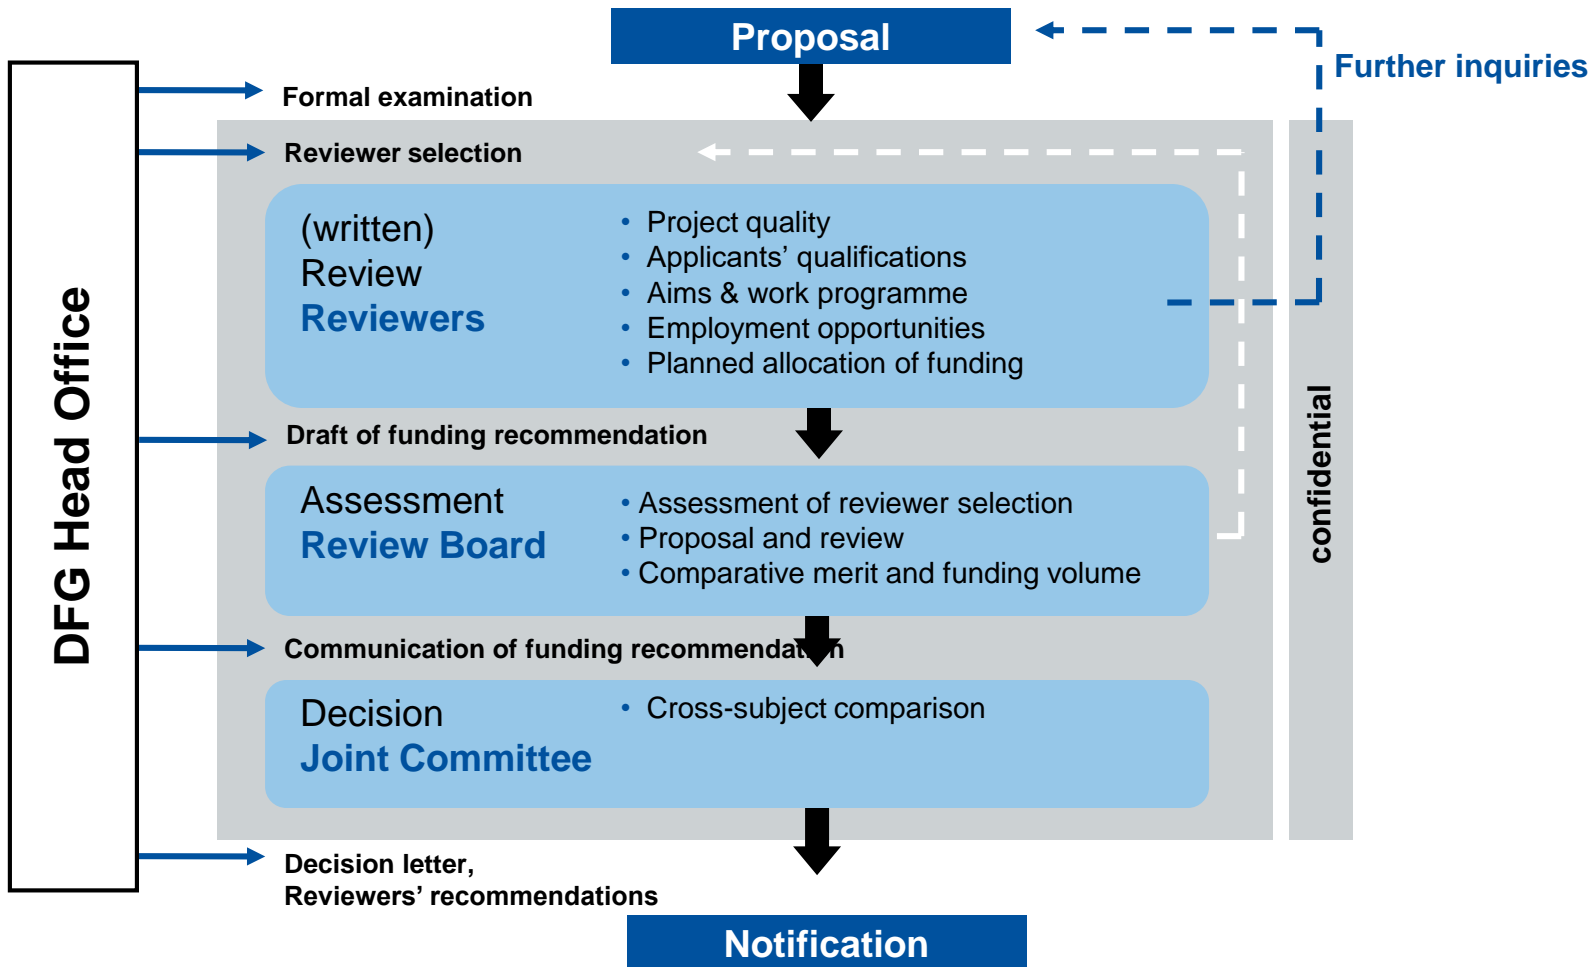 Proposal
Further inquiries
DFG Head Office
Formal examination
Reviewer selection
(written)
Review
Reviewers
• Project quality
• Applicants’ qualifications
• Aims & work programme
• Employment opportunities
• Planned allocation of funding
confidential
Draft of funding recommendation
Assessment
Review Board
• Assessment of reviewer selection
• Proposal and review
• Comparative merit and funding volume
Communication of funding recommendation
Decision
Joint Committee
• Cross-subject comparison
Decision letter,
Reviewers’ recommendations
Notification